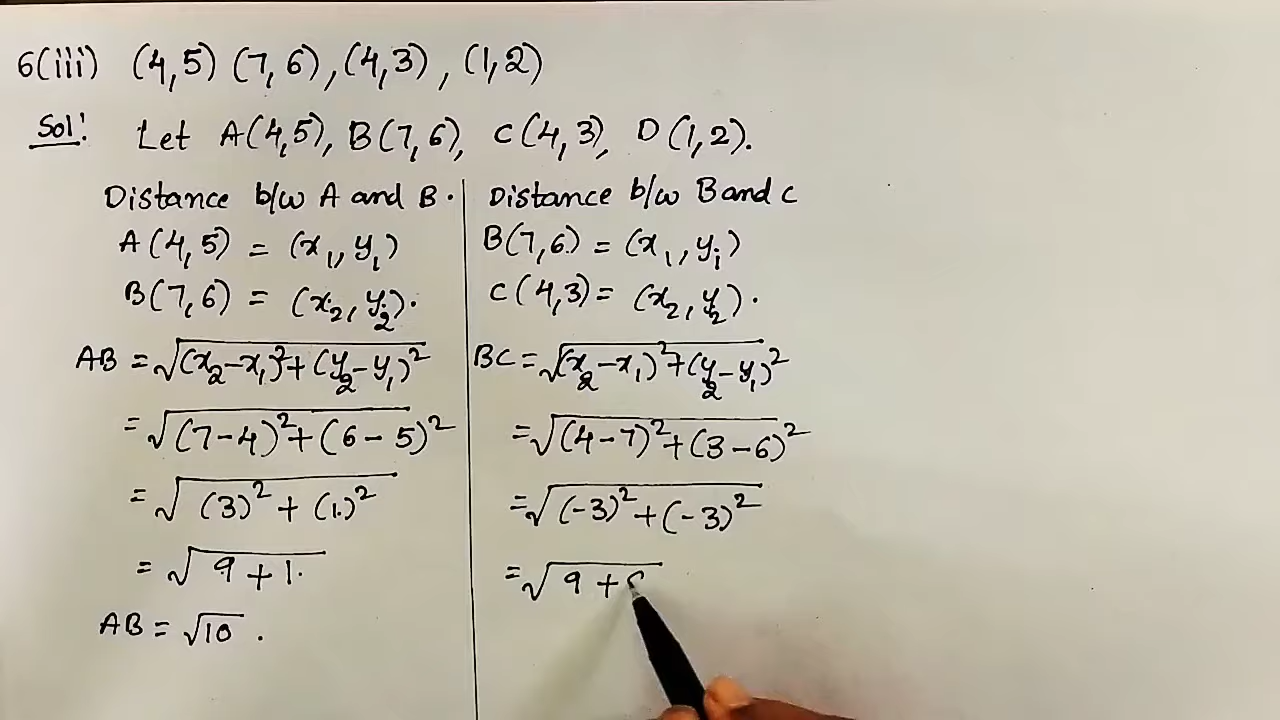 6(iii) (4,5) (7,6), (4,3), (1,2)
Sol! Let A(4,5), B(7,6), C(4,3), D(1,2).
Distance b/w A and B.
A(4,5) = (x₁, y₁)
B(7,6) = (x₂, y₂).
AB = √(x₂-x₁)²+(y₂-y₁)²
= √(7-4)²+(6-5)²
= √(3)²+(1)²
= √9+1.
AB = √10.
Distance b/w B and C
B(7,6) = (x₁, y₁)
C(4,3) = (x₂, y₂).
BC = √(x₂-x₁)²+(y₂-y₁)²
= √(4-7)²+(3-6)²
= √(-3)²+(-3)²
= √9+